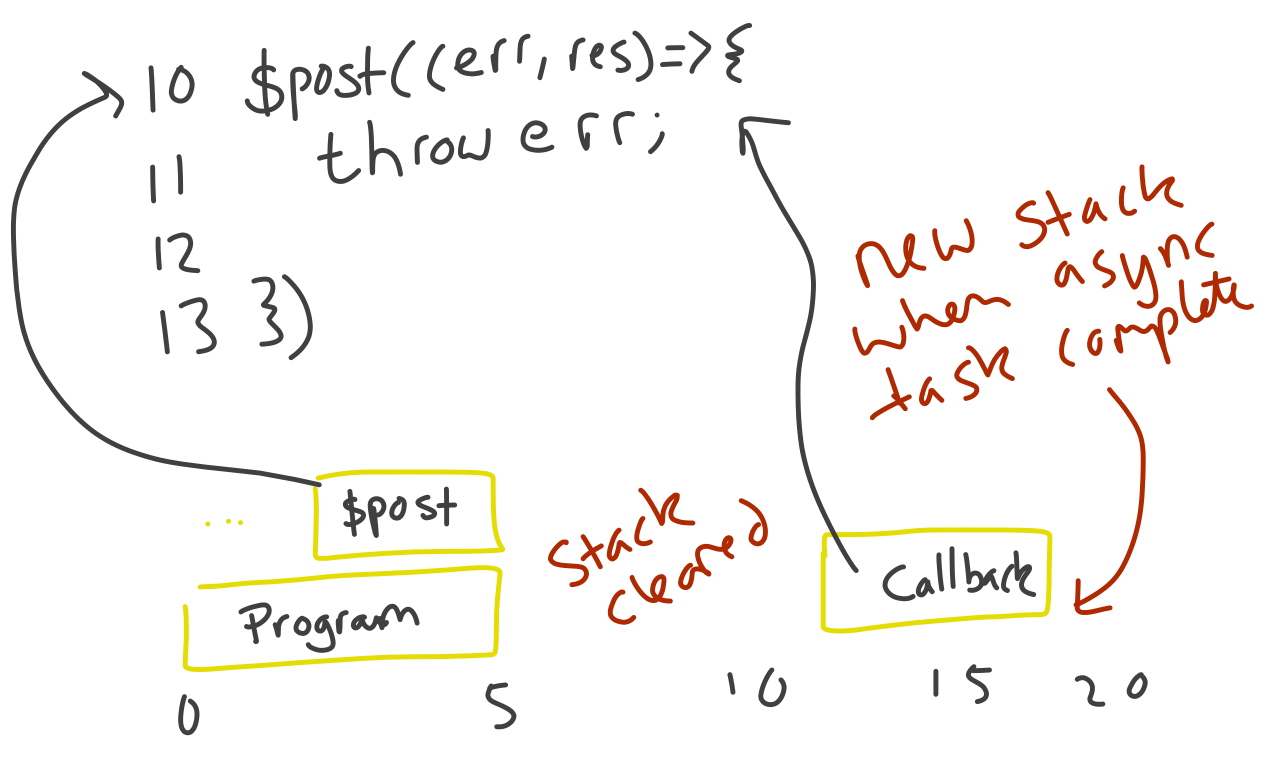 10 $post((err, res)=>{
11 throw err;
12
13 })
new stack
when async
task complete
... $post
stack
cleared
Program
Callback
0 5 10 15 20